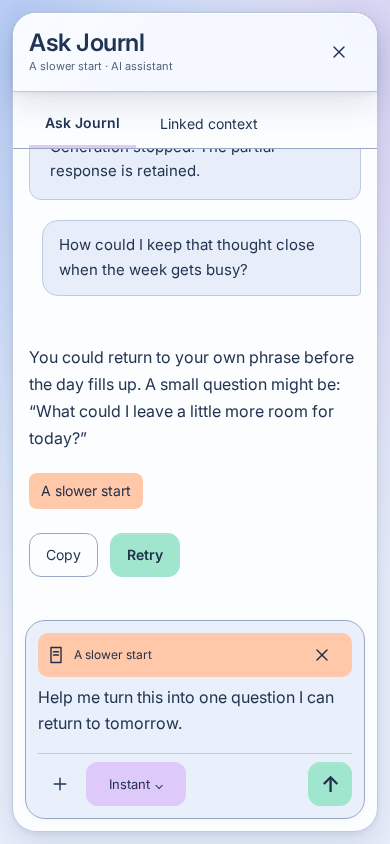 Ask Journl
A slower start · AI assistant
Ask Journl
Linked context
Generation stopped. The partial
response is retained.
How could I keep that thought close
when the week gets busy?
You could return to your own phrase before
the day fills up. A small question might be:
“What could I leave a little more room for
today?”
A slower start
Copy
Retry
A slower start
Help me turn this into one question I can
return to tomorrow.
Instant